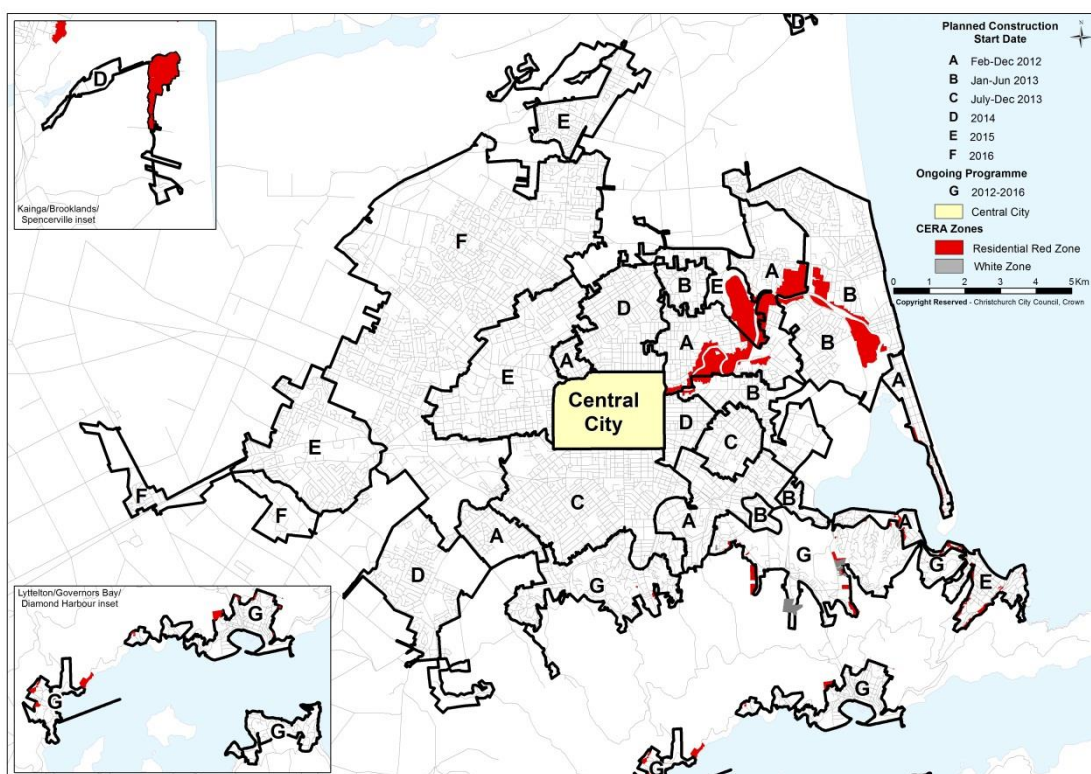 Planned Construction
Start Date
N
A Feb-Dec 2012
B Jan-Jun 2013
C July-Dec 2013
D 2014
E 2015
F 2016
Ongoing Programme
G 2012-2016
Central City
CERA Zones
Residential Red Zone
White Zone
0 1 2 3 4 5 Km
Copyright Reserved - Christchurch City Council, Crown
D
Kainga/Brooklands/
Spencerville inset
D
E
F
A
B
E
B
D
A
B
A
A
E
B
Central
City
D
C
E
F
F
C
B
B
A
A
A
G
D
G
G
E
Lyttelton/Governors Bay/
Diamond Harbour inset
G
G
G
G
G